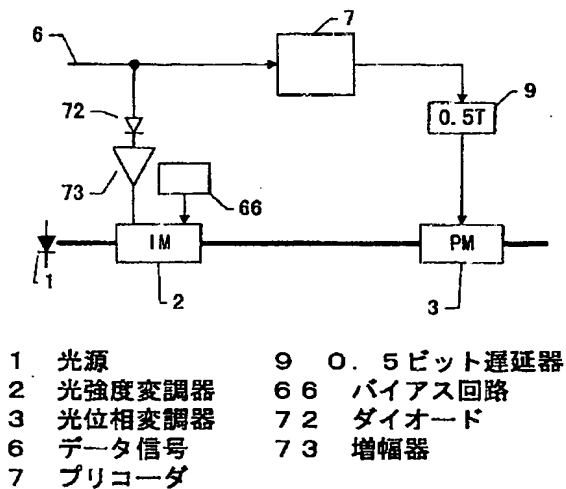 6
7
72
9
0.5T
73
66
IM
PM
1
2
3
1 光源
2 光強度変調器
3 光位相変調器
6 データ信号
7 プリコーダ
9 0.5ビット遅延器
66 バイアス回路
72 ダイオード
73 増幅器